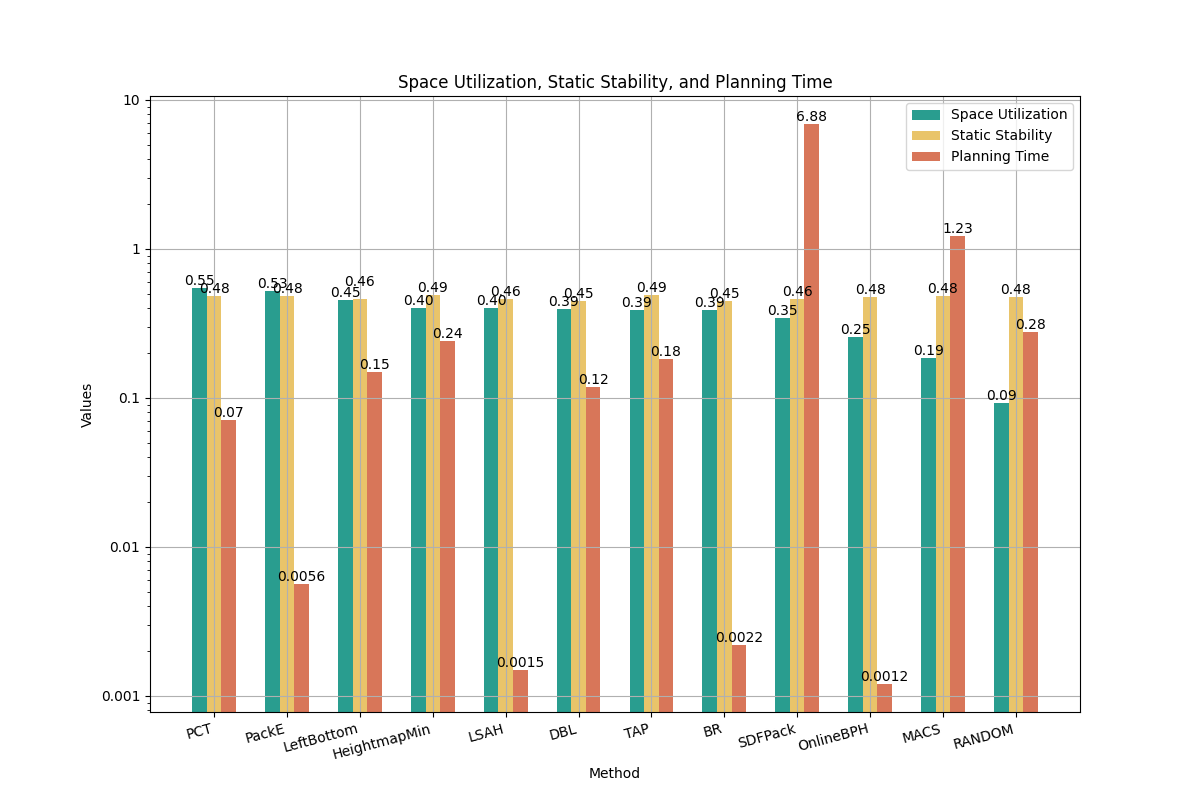 Space Utilization, Static Stability, and Planning Time
Space Utilization
Static Stability
Planning Time
Values
10
1
0.1
0.01
0.001
0.55
0.48
0.07
0.53
0.48
0.0056
0.45
0.46
0.15
0.40
0.49
0.24
0.40
0.46
0.0015
0.39
0.45
0.12
0.39
0.49
0.18
0.39
0.45
0.0022
0.35
0.46
6.88
0.25
0.48
0.0012
0.19
0.48
1.23
0.09
0.48
0.28
PCT
PackE
LeftBottom
HeightmapMin
LSAH
DBL
TAP
BR
SDFPack
OnlineBPH
MACS
RANDOM
Method